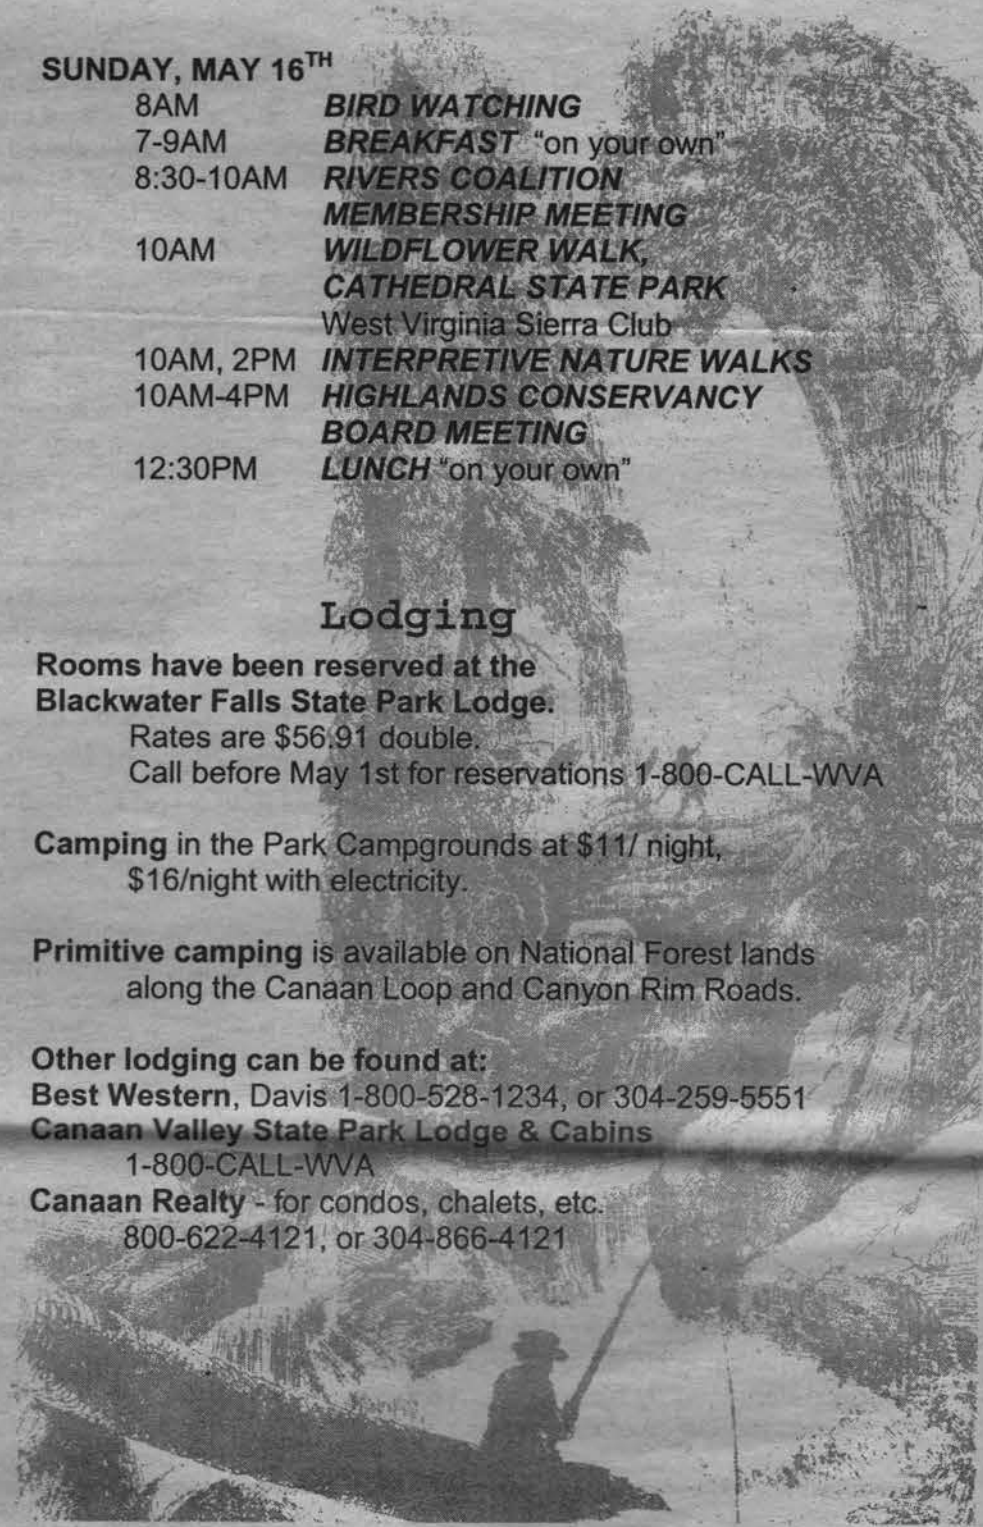 SUNDAY, MAY 16TH
8AM BIRD WATCHING
7-9AM BREAKFAST "on your own"
8:30-10AM RIVERS COALITION
MEMBERSHIP MEETING
10AM WILDFLOWER WALK,
CATHEDRAL STATE PARK
West Virginia Sierra Club
10AM, 2PM INTERPRETIVE NATURE WALKS
10AM-4PM HIGHLANDS CONSERVANCY
BOARD MEETING
12:30PM LUNCH "on your own"
Lodging
Rooms have been reserved at the
Blackwater Falls State Park Lodge.
Rates are $56.91 double.
Call before May 1st for reservations 1-800-CALL-WVA
Camping in the Park Campgrounds at $11/ night,
$16/night with electricity.
Primitive camping is available on National Forest lands
along the Canaan Loop and Canyon Rim Roads.
Other lodging can be found at:
Best Western, Davis 1-800-528-1234, or 304-259-5551
Canaan Valley State Park Lodge & Cabins
1-800-CALL-WVA
Canaan Realty - for condos, chalets, etc.
800-622-4121, or 304-866-4121